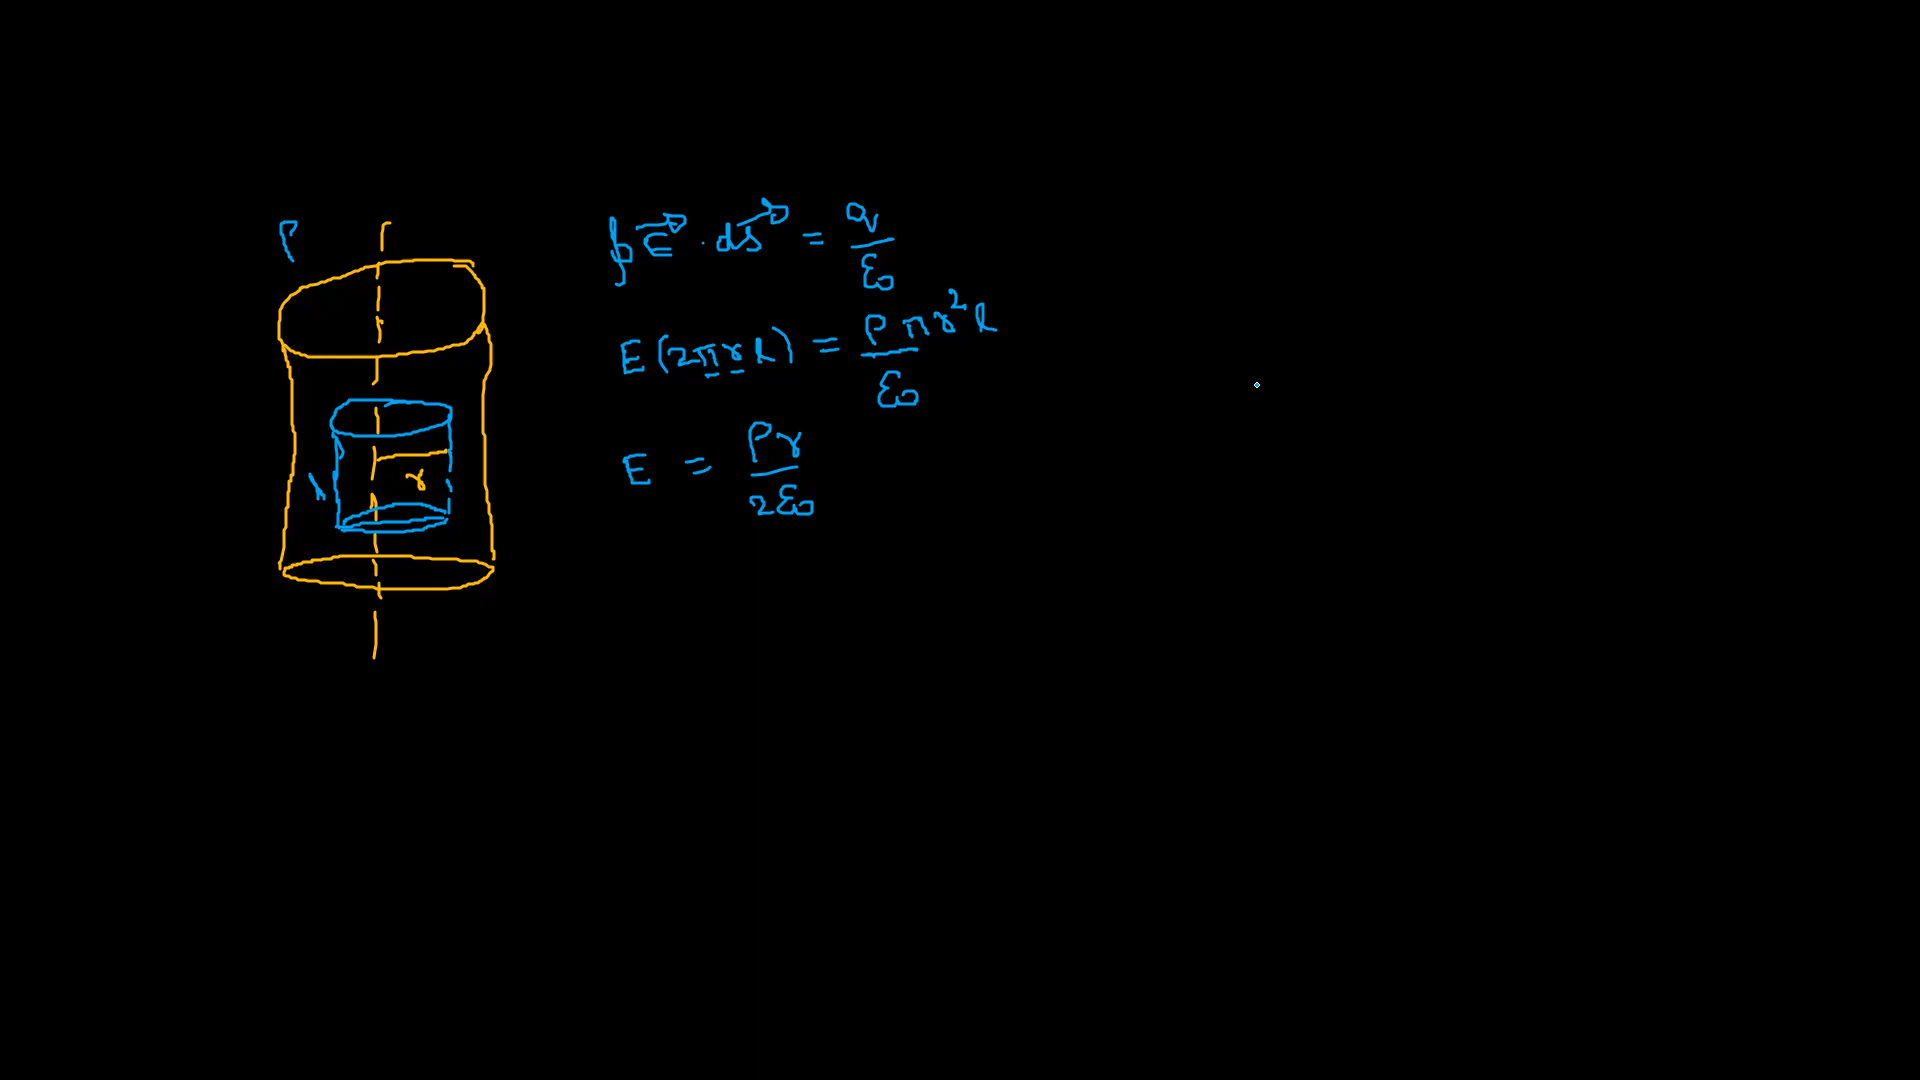 ρ
∮E⃗ · ds⃗ = q/ε₀
E(2πrl) = ρπr²l/ε₀
r
E = ρr/2ε₀